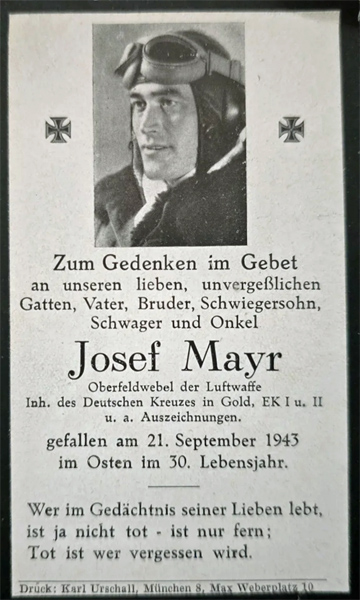 Zum Gedenken im Gebet
an unseren lieben, unvergeßlichen
Gatten, Vater, Bruder, Schwiegersohn,
Schwager und Onkel
Josef Mayr
Oberfeldwebel der Luftwaffe
Inh. des Deutschen Kreuzes in Gold, EK I u. II
u. a. Auszeichnungen.
gefallen am 21. September 1943
im Osten im 30. Lebensjahr.
Wer im Gedächtnis seiner Lieben lebt,
ist ja nicht tot - ist nur fern;
Tot ist wer vergessen wird.
Druck: Karl Urschall, München 8, Max Weberplatz 10